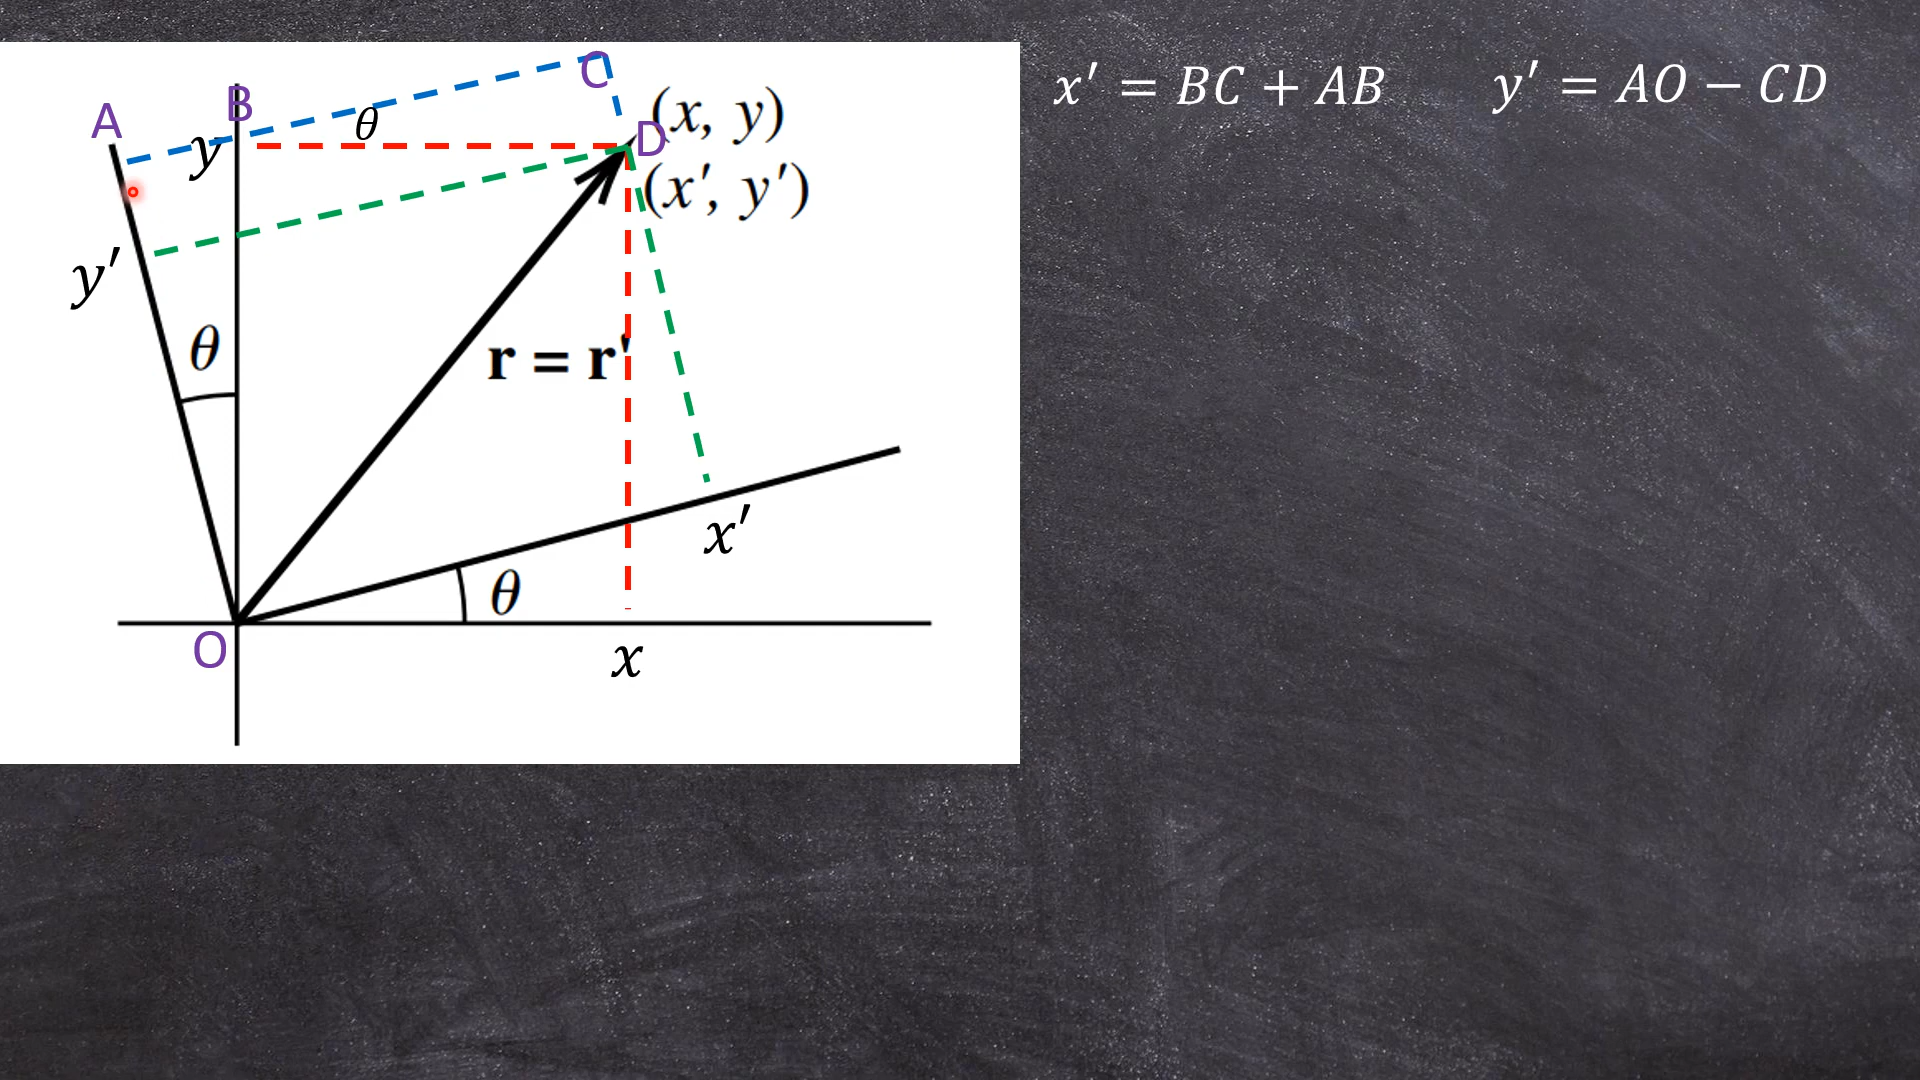 x′ = BC + AB
y′ = AO − CD
A
B
C
D
θ
y
(x, y)
(x′, y′)
y′
θ
r = r′
x′
θ
O
x